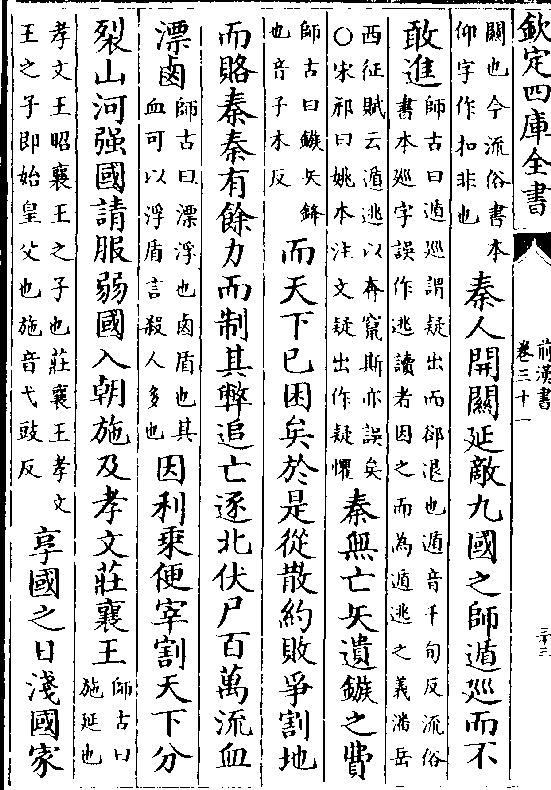 欽定四庫全書
前漢書
卷三十一
三十三
闗也今流俗書本
仰字作扣非也
秦人開闗延敵九國之師遁廵而不
敢進
師古曰遁廵謂疑出而卻退也遁音千旬反流俗
書本廵字誤作逃讀者因之而為遁逃之義潘岳
西征賦云遁逃以奔竄斯亦誤矣
○宋祁曰姚本注文疑出作疑懼
秦無亡矢遺鏃之費
師古曰鏃矢鋒
也音子木反
而天下已困矣於是從散約敗爭割地
而賂秦秦有餘力而制其弊追亡逐北伏尸百萬流血
漂鹵
師古曰漂浮也鹵盾也其
血可以浮盾言殺人多也
因利乘便宰割天下分
裂山河强國請服弱國入朝施及孝文莊襄王
師古曰
施延也
孝文王昭襄王之子也莊襄王孝文
王之子即始皇父也施音弋豉反
享國之日淺國家